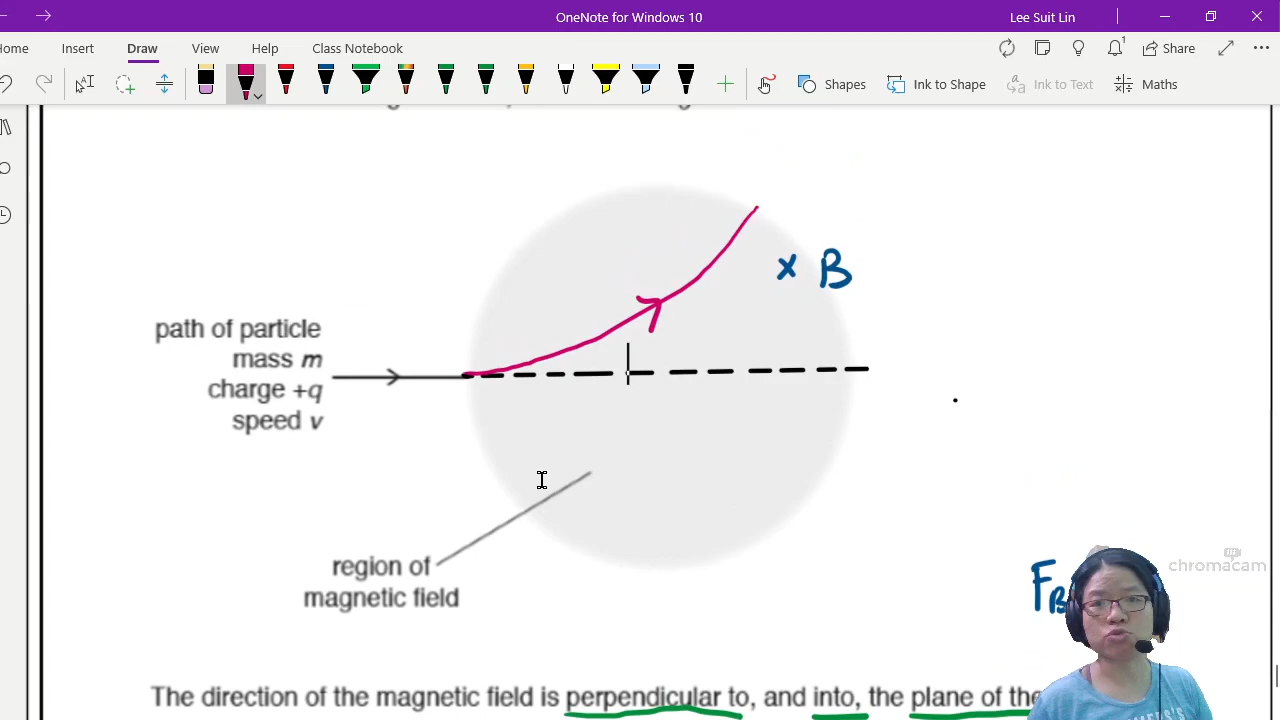 OneNote for Windows 10
Lee Suit Lin
Home Insert Draw View Help Class Notebook
1
Share
Shapes
Ink to Shape
Ink to Text
Maths
x B
path of particle
mass m
charge +q
speed v
region of
magnetic field
chromacam
F B
The direction of the magnetic field is perpendicular to, and into, the plane of the